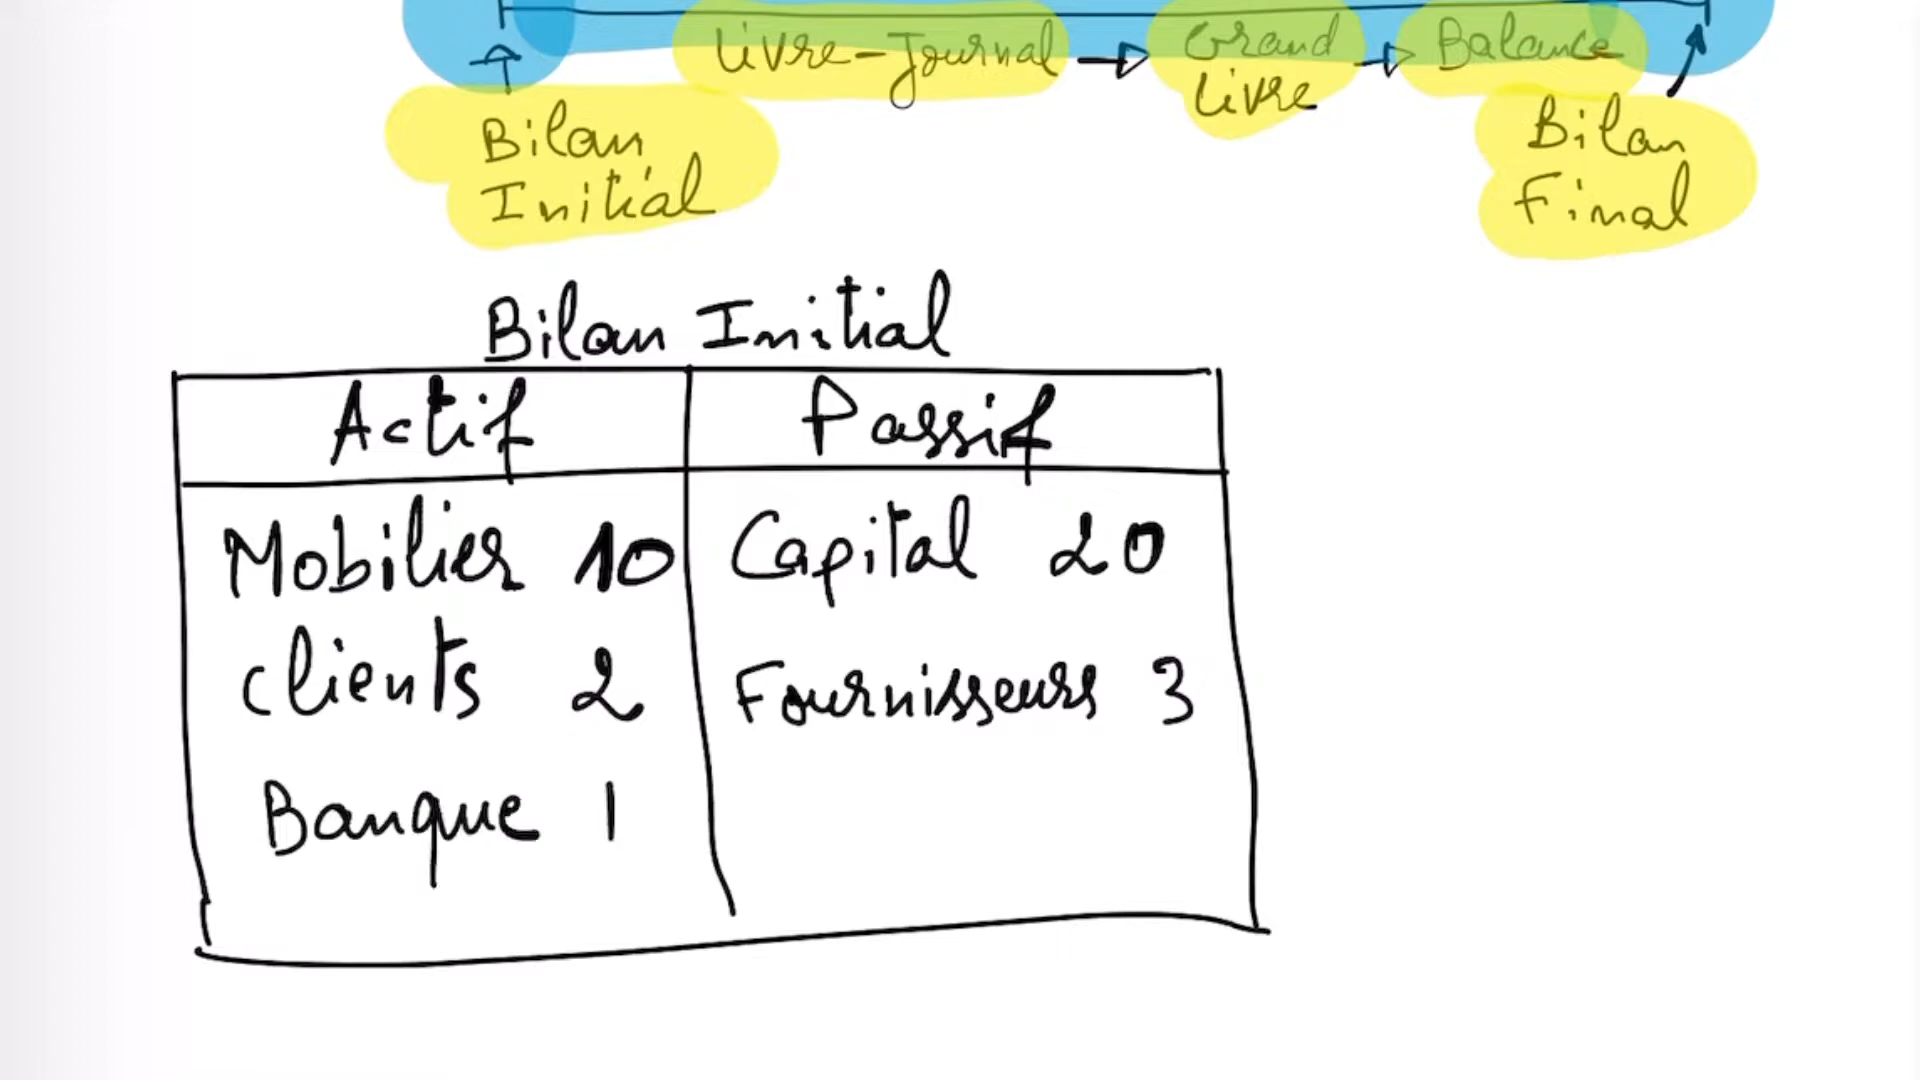 Livre-Journal → Grand Livre → Balance
Bilan Initial
Bilan Final
Bilan Initial
Actif Passif
Mobilier 10 Capital 20
Clients 2 Fournisseurs 3
Banque 1